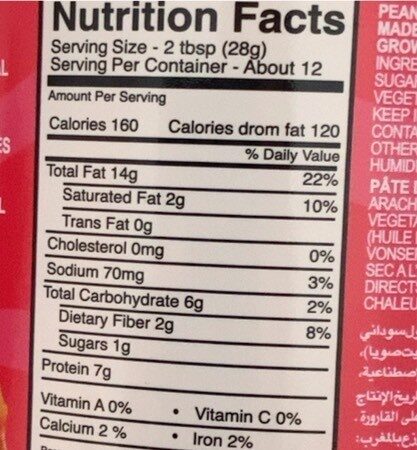 Nutrition Facts
Serving Size - 2 tbsp (28g)
Serving Per Container - About 12
Amount Per Serving
Calories 160 Calories drom fat 120
% Daily Value
Total Fat 14g 22%
Saturated Fat 2g 10%
Trans Fat 0g
Cholesterol 0mg 0%
Sodium 70mg 3%
Total Carbohydrate 6g 2%
Dietary Fiber 2g 8%
Sugars 1g
Protein 7g
Vitamin A 0% • Vitamin C 0%
Calcium 2 % • Iron 2%
PEAN
MADE
GROW
INGRE
SUGA
VEGET
KEEP I
CONTA
OTHER
HUMID
PÂTE
ARACH
VEGET
(HUILE
VONSE
SEC A L
DIRECT
CHALEU